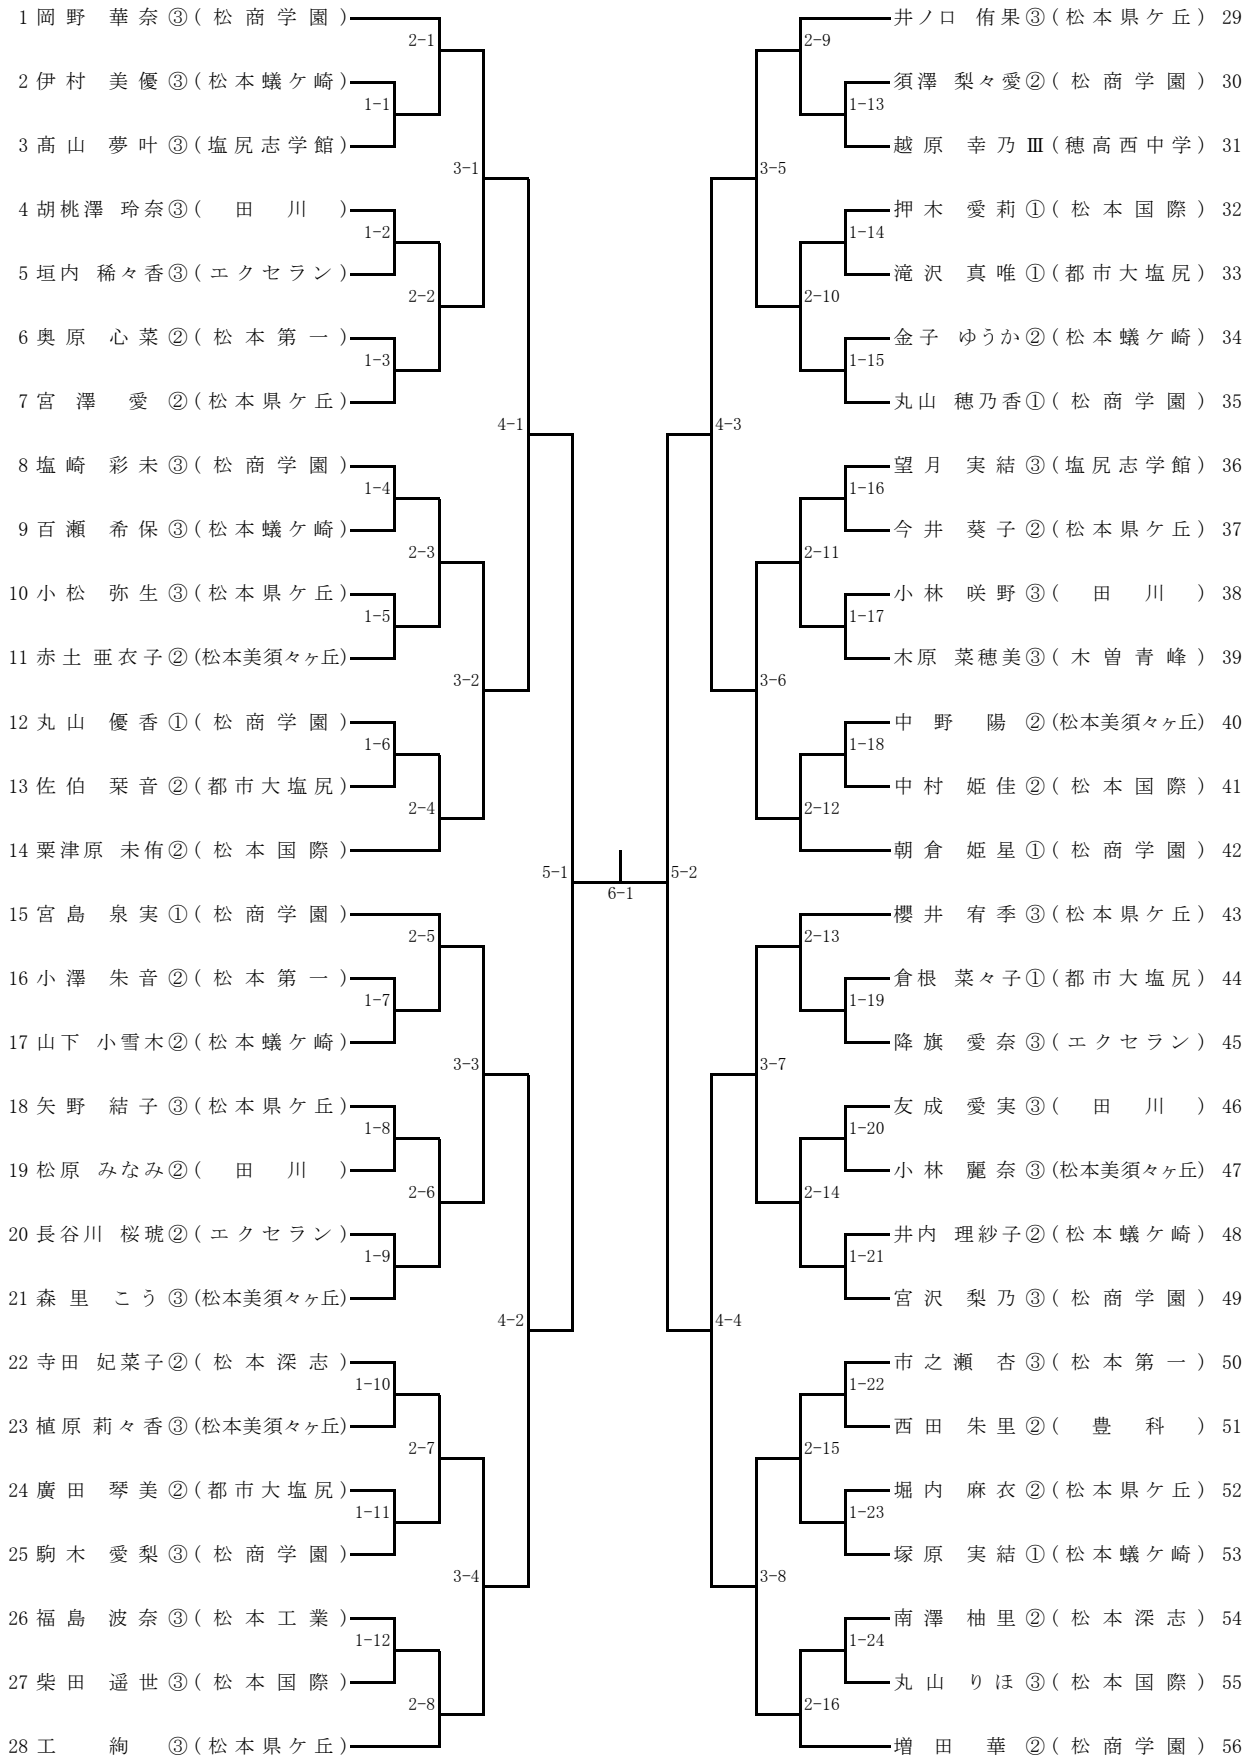 1 岡野 華奈③(松商学園)
2-1
2 伊村 美優③(松本蟻ケ崎)
1-1
3 髙山 夢叶③(塩尻志学館)
3-1
4 胡桃澤 玲奈③(田川)
1-2
5 垣内 稀々香③(エクセラン)
2-2
6 奥原 心菜②(松本第一)
1-3
7 宮澤 愛②(松本県ケ丘)
4-1
8 塩崎 彩未③(松商学園)
1-4
9 百瀬 希保③(松本蟻ケ崎)
2-3
10 小松 弥生③(松本県ケ丘)
1-5
11 赤土 亜衣子②(松本美須々ヶ丘)
3-2
12 丸山 優香①(松商学園)
1-6
13 佐伯 栞音②(都市大塩尻)
2-4
14 粟津原 未侑②(松本国際)
5-1
15 宮島 泉実①(松商学園)
2-5
16 小澤 朱音②(松本第一)
1-7
17 山下 小雪木②(松本蟻ケ崎)
3-3
18 矢野 結子③(松本県ケ丘)
1-8
19 松原 みなみ②(田川)
2-6
20 長谷川 桜琥②(エクセラン)
1-9
21 森里 こう③(松本美須々ヶ丘)
4-2
22 寺田 妃菜子②(松本深志)
1-10
23 植原 莉々香③(松本美須々ヶ丘)
2-7
24 廣田 琴美②(都市大塩尻)
1-11
25 駒木 愛梨③(松商学園)
3-4
26 福島 波奈③(松本工業)
1-12
27 柴田 遥世③(松本国際)
2-8
28 工 絢③(松本県ケ丘)
6-1
井ノ口 侑果③(松本県ケ丘) 29
2-9
須澤 梨々愛②(松商学園) 30
1-13
越原 幸乃Ⅲ(穂高西中学) 31
3-5
押木 愛莉①(松本国際) 32
1-14
滝沢 真唯①(都市大塩尻) 33
2-10
金子 ゆうか②(松本蟻ケ崎) 34
1-15
丸山 穂乃香①(松商学園) 35
4-3
望月 実結③(塩尻志学館) 36
1-16
今井 葵子②(松本県ケ丘) 37
2-11
小林 咲野③(田川) 38
1-17
木原 菜穂美③(木曽青峰) 39
3-6
中野 陽②(松本美須々ヶ丘) 40
1-18
中村 姫佳②(松本国際) 41
2-12
朝倉 姫星①(松商学園) 42
5-2
櫻井 宥季③(松本県ケ丘) 43
2-13
倉根 菜々子①(都市大塩尻) 44
1-19
降旗 愛奈③(エクセラン) 45
3-7
友成 愛実③(田川) 46
1-20
小林 麗奈③(松本美須々ヶ丘) 47
2-14
井内 理紗子②(松本蟻ケ崎) 48
1-21
宮沢 梨乃③(松商学園) 49
4-4
市之瀬 杏③(松本第一) 50
1-22
西田 朱里②(豊科) 51
2-15
堀内 麻衣②(松本県ケ丘) 52
1-23
塚原 実結①(松本蟻ケ崎) 53
3-8
南澤 柚里②(松本深志) 54
1-24
丸山 りほ③(松本国際) 55
2-16
増田 華②(松商学園) 56